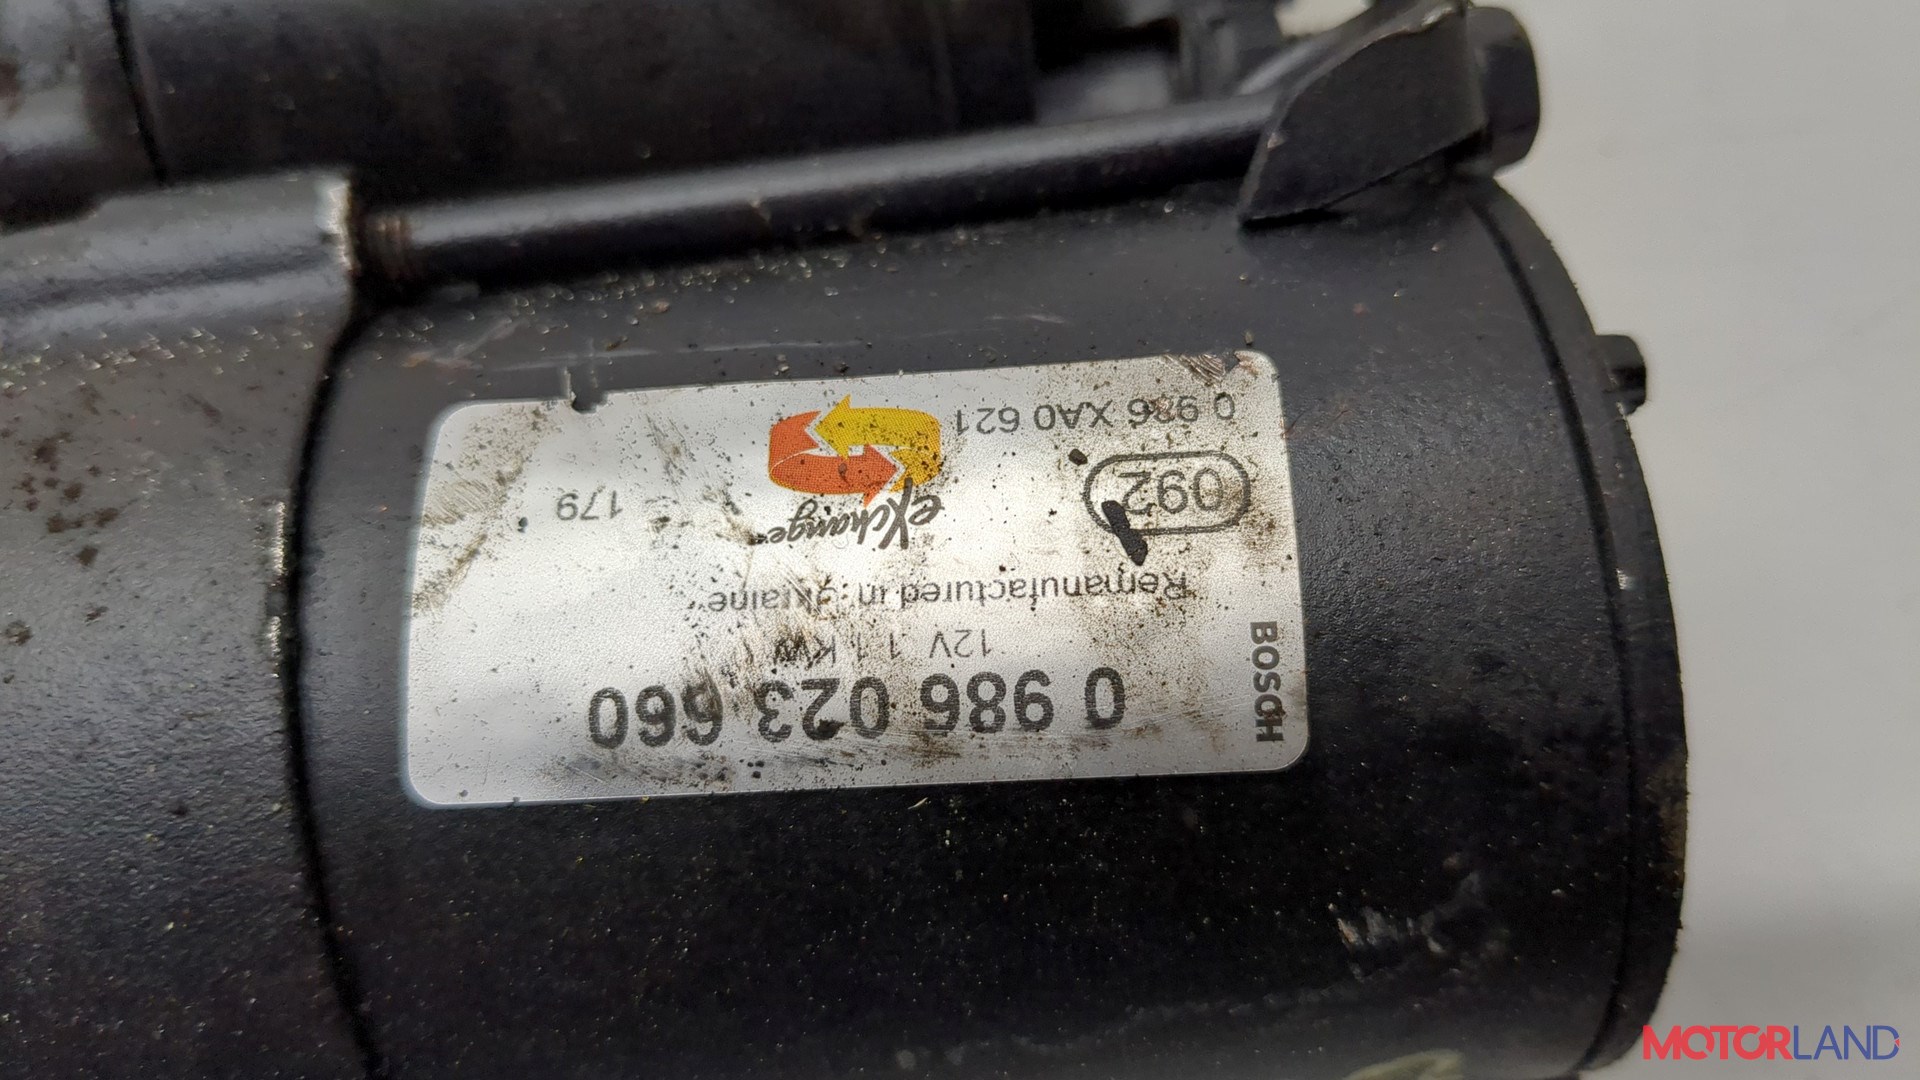 BOSCH
0 986 023 660
12V 1.1 KW
Remanufactured in Ukraine
eXchange
092
179
0 986 XA0 621
MOTORLAND